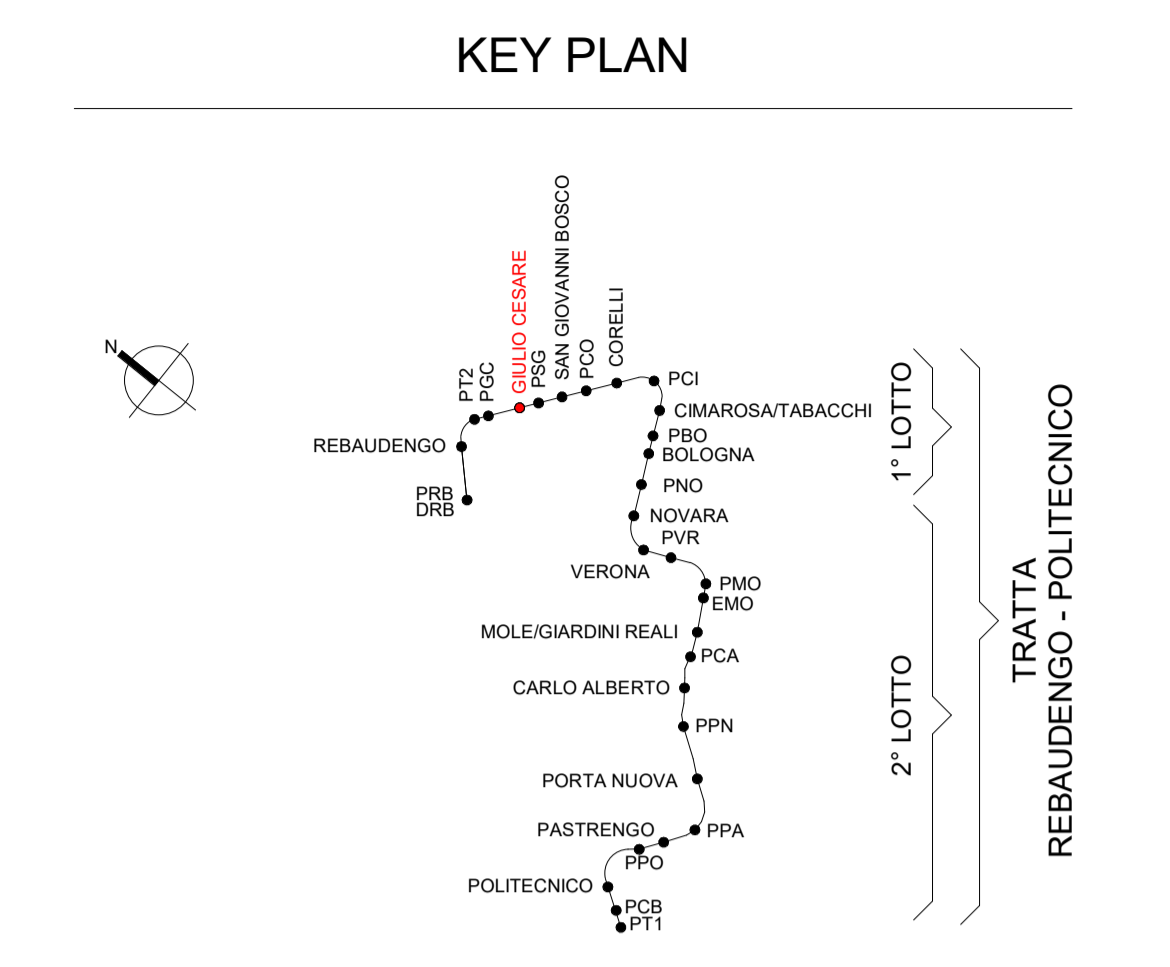 KEY PLAN
N
REBAUDENGO
PRB
DRB
PT2
PGC
GIULIO CESARE
PSG
SAN GIOVANNI BOSCO
PCO
CORELLI
PCI
CIMAROSA/TABACCHI
PBO
BOLOGNA
PNO
NOVARA
PVR
VERONA
PMO
EMO
MOLE/GIARDINI REALI
PCA
CARLO ALBERTO
PPN
PORTA NUOVA
PPA
PASTRENGO
PPO
POLITECNICO
PCB
PT1
1° LOTTO
2° LOTTO
TRATTA
REBAUDENGO - POLITECNICO